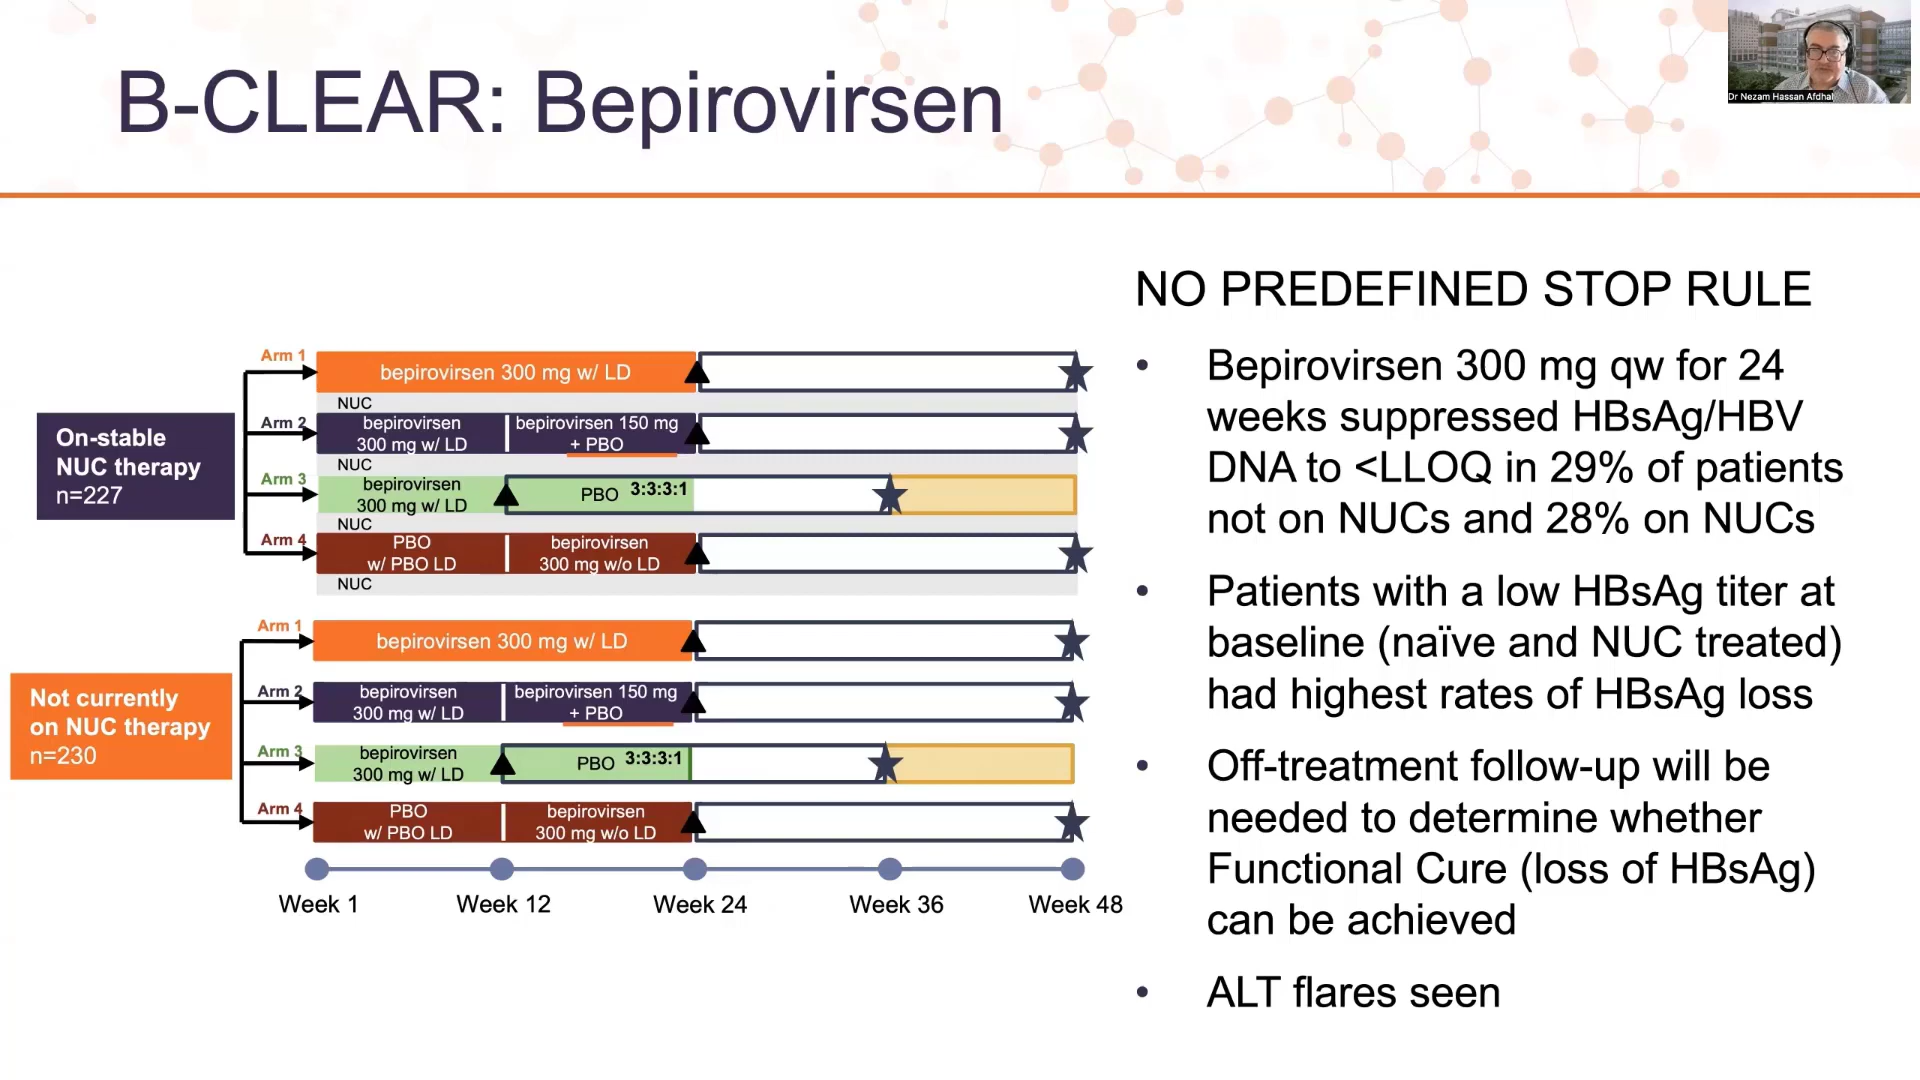 B-CLEAR: Bepirovirsen
Dr Nezam Hassan Afdhal
On-stable
NUC therapy
n=227
Arm 1
bepirovirsen 300 mg w/ LD
NUC
Arm 2
bepirovirsen
300 mg w/ LD
bepirovirsen 150 mg
+ PBO
NUC
Arm 3
bepirovirsen
300 mg w/ LD
PBO
3:3:3:1
NUC
Arm 4
PBO
w/ PBO LD
bepirovirsen
300 mg w/o LD
NUC
Not currently
on NUC therapy
n=230
Arm 1
bepirovirsen 300 mg w/ LD
Arm 2
bepirovirsen
300 mg w/ LD
bepirovirsen 150 mg
+ PBO
Arm 3
bepirovirsen
300 mg w/ LD
PBO
3:3:3:1
Arm 4
PBO
w/ PBO LD
bepirovirsen
300 mg w/o LD
Week 1
Week 12
Week 24
Week 36
Week 48
NO PREDEFINED STOP RULE
• Bepirovirsen 300 mg qw for 24
weeks suppressed HBsAg/HBV
DNA to <LLOQ in 29% of patients
not on NUCs and 28% on NUCs
• Patients with a low HBsAg titer at
baseline (naïve and NUC treated)
had highest rates of HBsAg loss
• Off-treatment follow-up will be
needed to determine whether
Functional Cure (loss of HBsAg)
can be achieved
• ALT flares seen